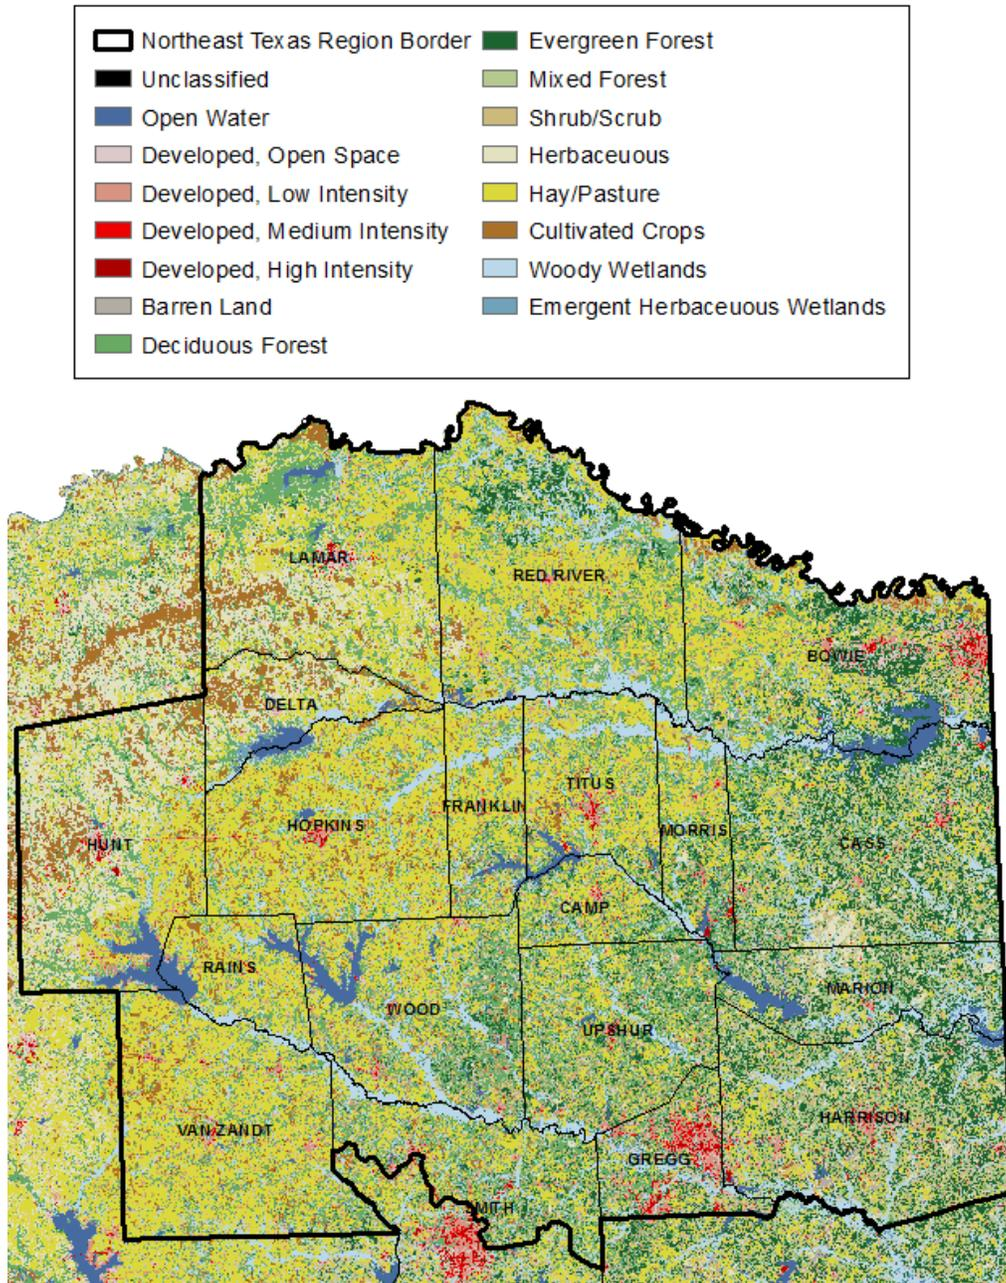 Northeast Texas Region Border
Unclassified
Open Water
Developed, Open Space
Developed, Low Intensity
Developed, Medium Intensity
Developed, High Intensity
Barren Land
Deciduous Forest
Evergreen Forest
Mixed Forest
Shrub/Scrub
Herbaceuous
Hay/Pasture
Cultivated Crops
Woody Wetlands
Emergent Herbaceuous Wetlands
LAMAR
RED RIVER
BOWIE
DELTA
TITUS
FRANKLIN
HOPKINS
MORRIS
HUNT
CASS
CAMP
RAINS
MARION
WOOD
UPSHUR
HARRISON
VAN ZANDT
GREGG
SMITH